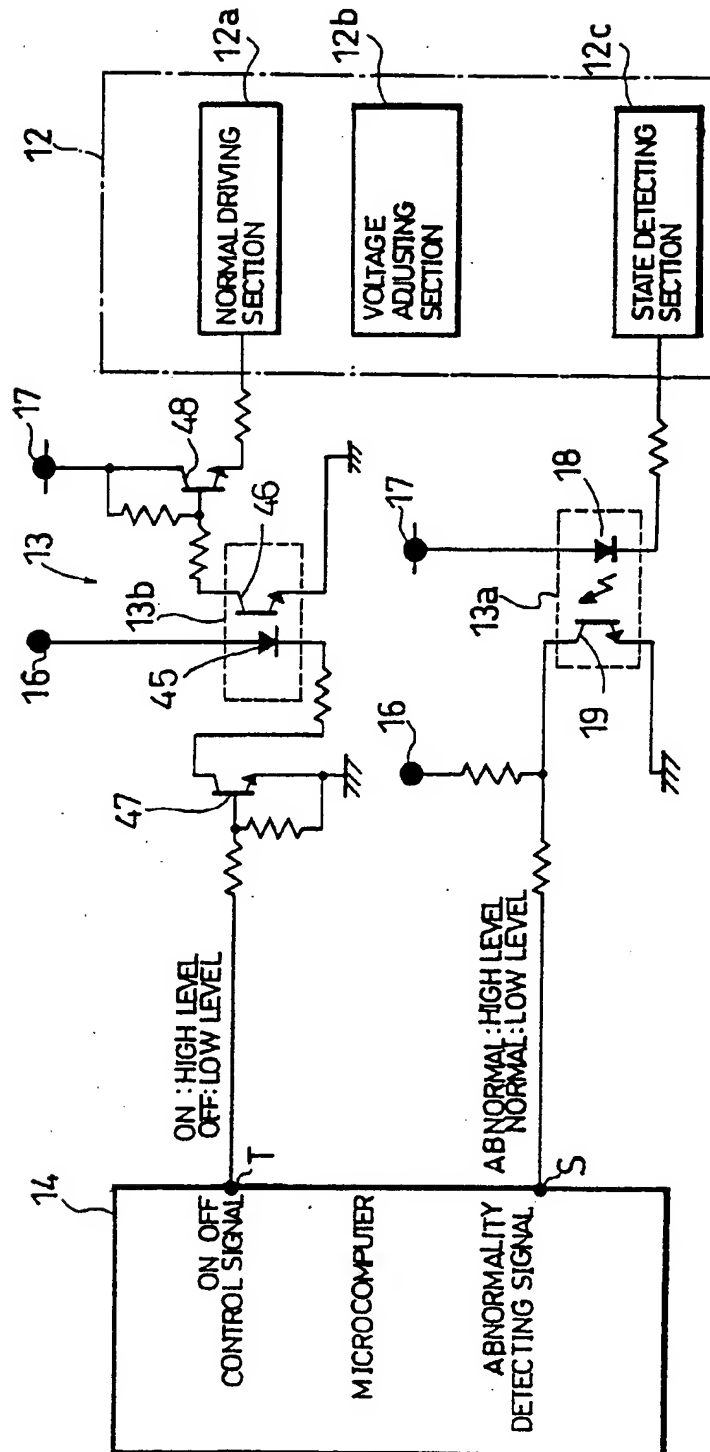 14
ON OFF
CONTROL SIGNAL
T
MICROCOMPUTER
ABNORMALITY
DETECTING SIGNAL
S
ON : HIGH LEVEL
OFF: LOW LEVEL
ABNORMAL : HIGH LEVEL
NORMAL : LOW LEVEL
47
16
45
13b
46
13
48
17
16
19
13a
18
17
12
NORMAL DRIVING
SECTION
12a
VOLTAGE
ADJUSTING
SECTION
12b
STATE DETECTING
SECTION
12c